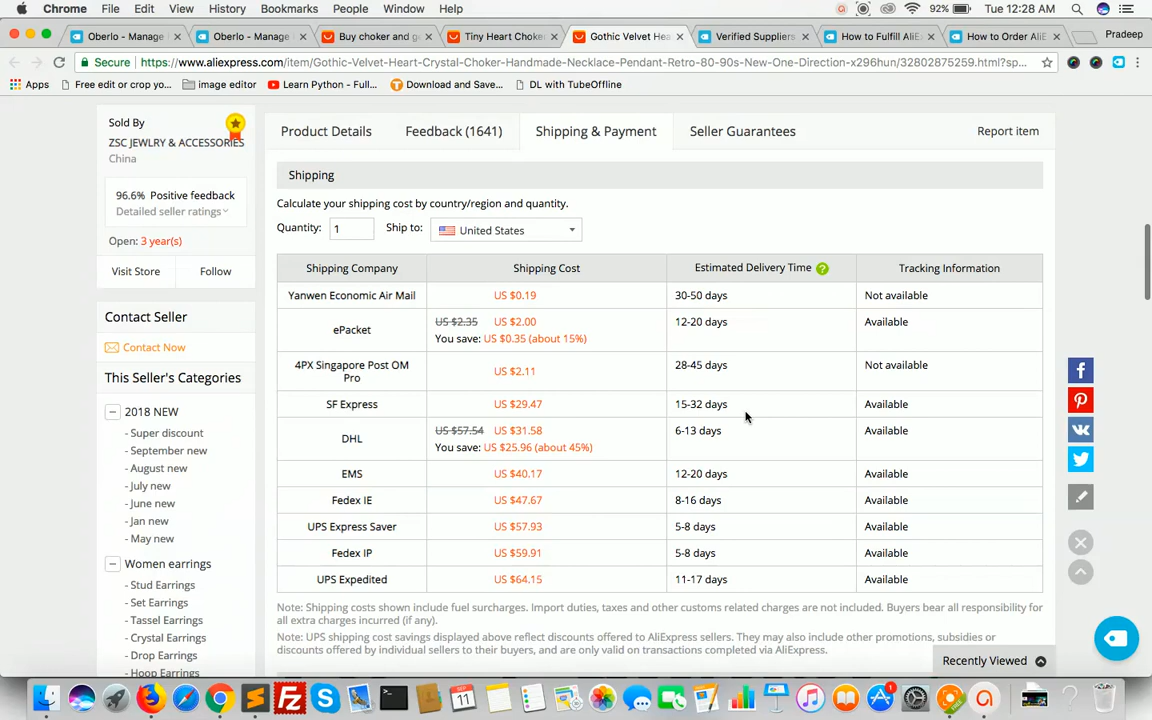 Chrome File Edit View History Bookmarks People Window Help 92% Tue 12:28 AM
Oberlo - Manage Oberlo - Manage Buy choker and g Tiny Heart Choke Gothic Velvet Hea Verified Suppliers How to Fulfill AliEx How to Order AliE Pradeep
Secure https://www.aliexpress.com/item/Gothic-Velvet-Heart-Crystal-Choker-Handmade-Necklace-Pendant-Retro-80-90s-New-One-Direction-x296hun/32802875259.html?sp...
Apps Free edit or crop yo... image editor Learn Python - Full... Download and Save... DL with TubeOffline
Sold By
ZSC JEWLRY & ACCESSORIES
China
96.6% Positive feedback
Detailed seller ratings
Open: 3 year(s)
Visit Store Follow
Contact Seller
Contact Now
This Seller's Categories
2018 NEW
- Super discount
- September new
- August new
- July new
- June new
- Jan new
- May new
Women earrings
- Stud Earrings
- Set Earrings
- Tassel Earrings
- Crystal Earrings
- Drop Earrings
- Hoop Earrings
Product Details Feedback (1641) Shipping & Payment Seller Guarantees Report item
Shipping
Calculate your shipping cost by country/region and quantity.
Quantity: 1 Ship to: United States
Shipping Company Shipping Cost Estimated Delivery Time ? Tracking Information
Yanwen Economic Air Mail US $0.19 30-50 days Not available
ePacket US $2.35 US $2.00 12-20 days Available
You save: US $0.35 (about 15%)
4PX Singapore Post OM Pro US $2.11 28-45 days Not available
SF Express US $29.47 15-32 days Available
DHL US $57.54 US $31.58 6-13 days Available
You save: US $25.96 (about 45%)
EMS US $40.17 12-20 days Available
Fedex IE US $47.67 8-16 days Available
UPS Express Saver US $57.93 5-8 days Available
Fedex IP US $59.91 5-8 days Available
UPS Expedited US $64.15 11-17 days Available
Note: Shipping costs shown include fuel surcharges. Import duties, taxes and other customs related charges are not included. Buyers bear all responsibility for
all extra charges incurred (if any).
Note: UPS shipping cost savings displayed above reflect discounts offered to AliExpress sellers. They may also include other promotions, subsidies or
discounts offered by individual sellers to their buyers, and are only valid on transactions completed via AliExpress.
Recently Viewed